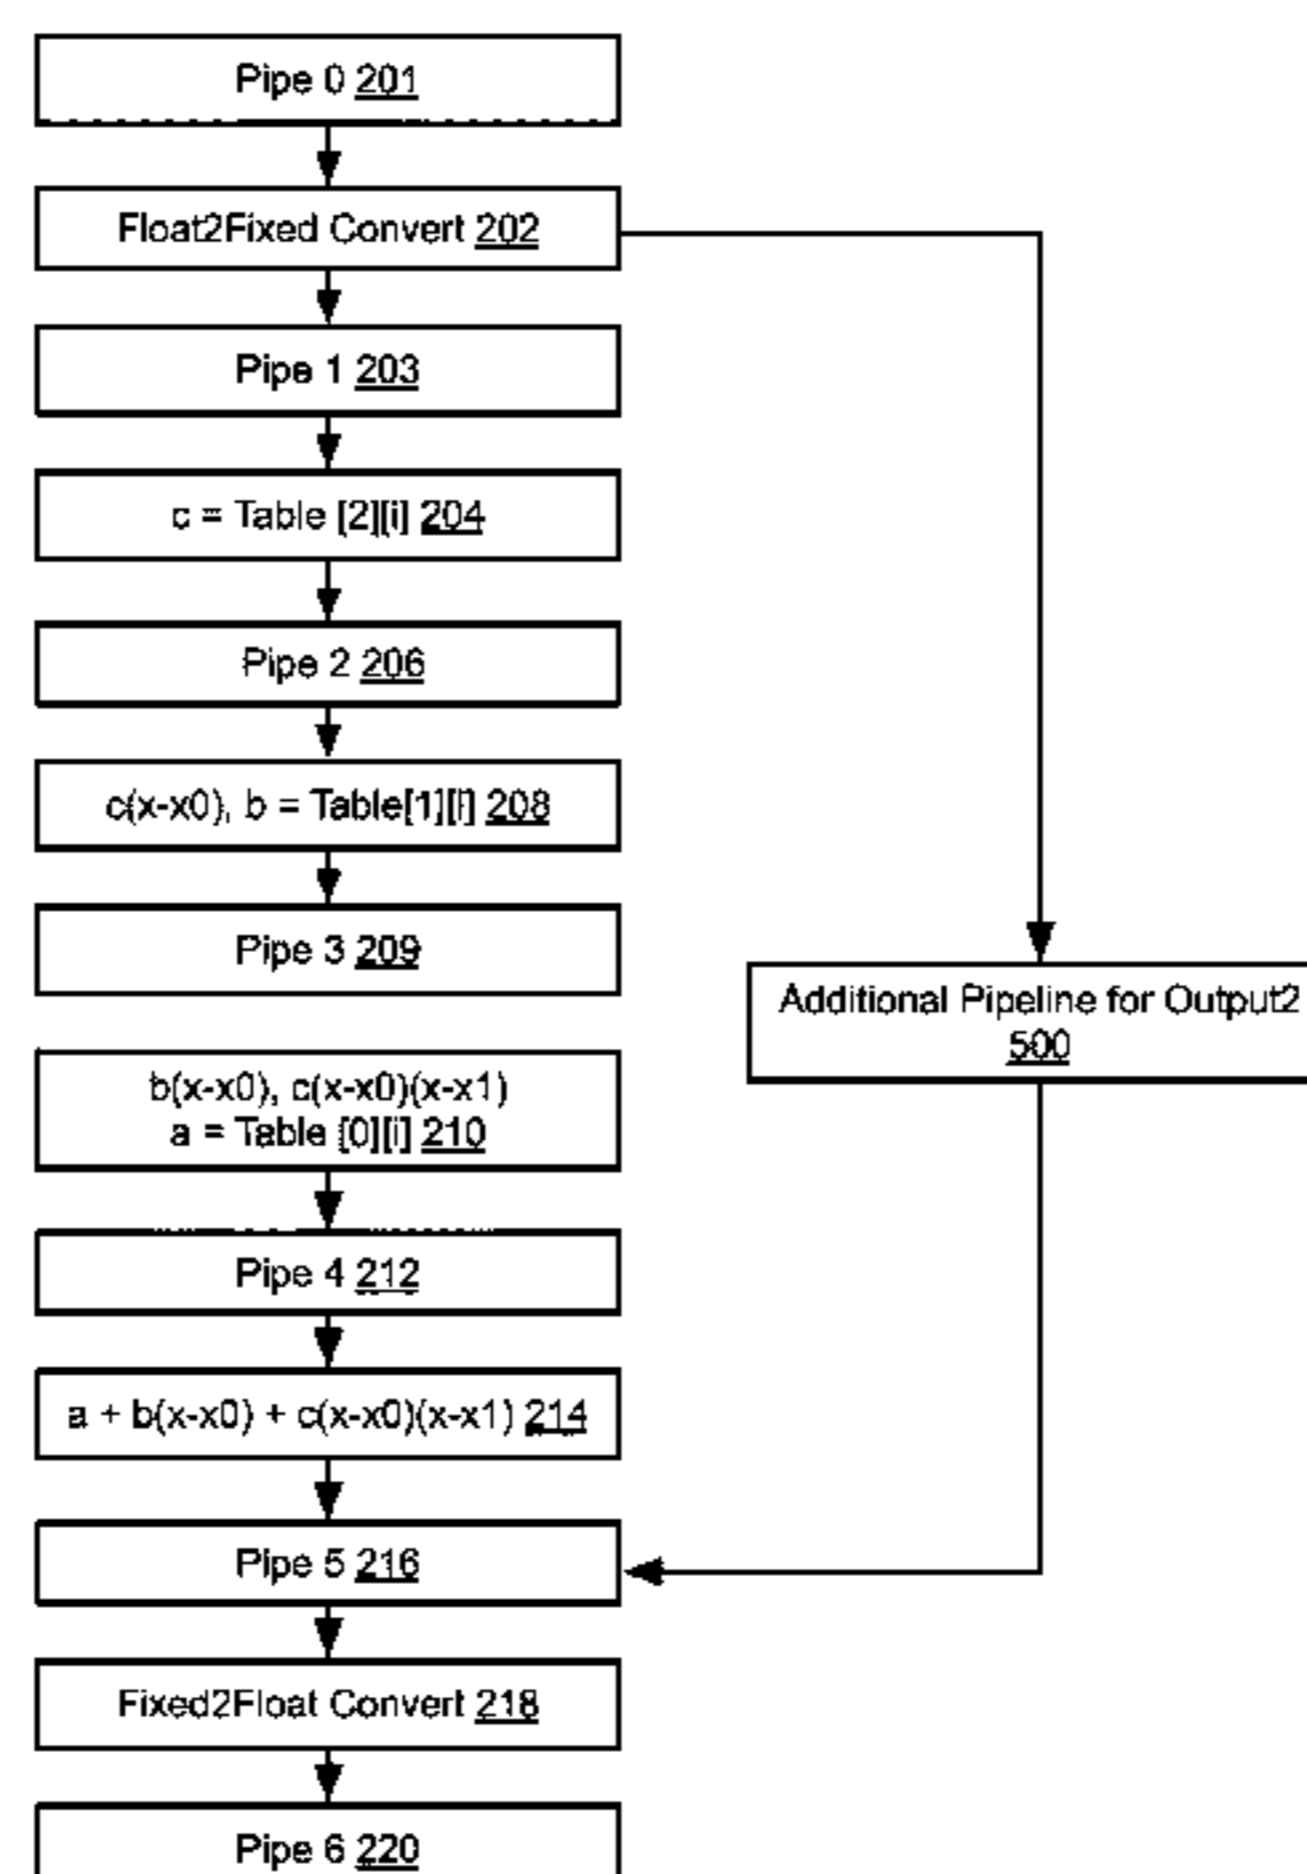 Pipe 0 201
Float2Fixed Convert 202
Pipe 1 203
c = Table [2][i] 204
Pipe 2 206
c(x-x0), b = Table[1][i] 208
Pipe 3 209
Additional Pipeline for Output2
500
b(x-x0), c(x-x0)(x-x1)
a = Table [0][i] 210
Pipe 4 212
a + b(x-x0) + c(x-x0)(x-x1) 214
Pipe 5 216
Fixed2Float Convert 218
Pipe 6 220